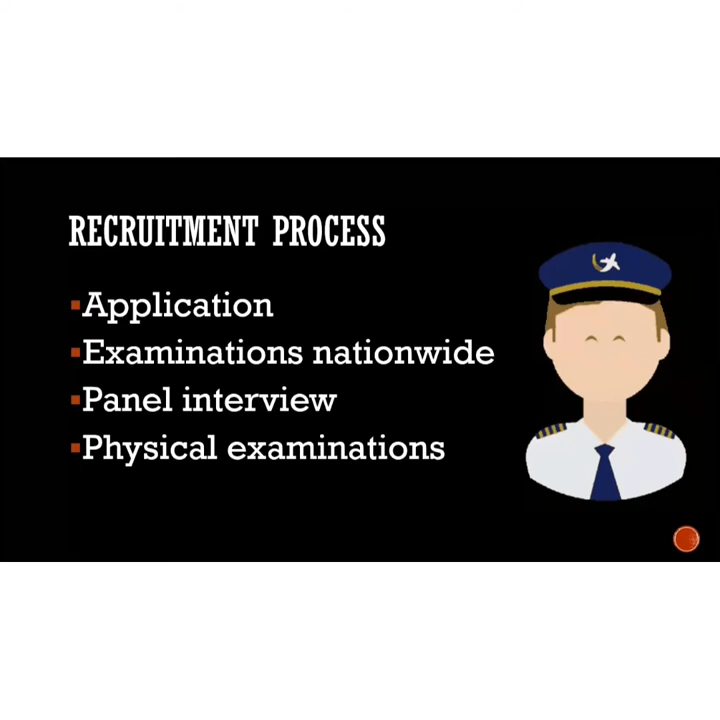 RECRUITMENT PROCESS
Application
Examinations nationwide
Panel interview
Physical examinations